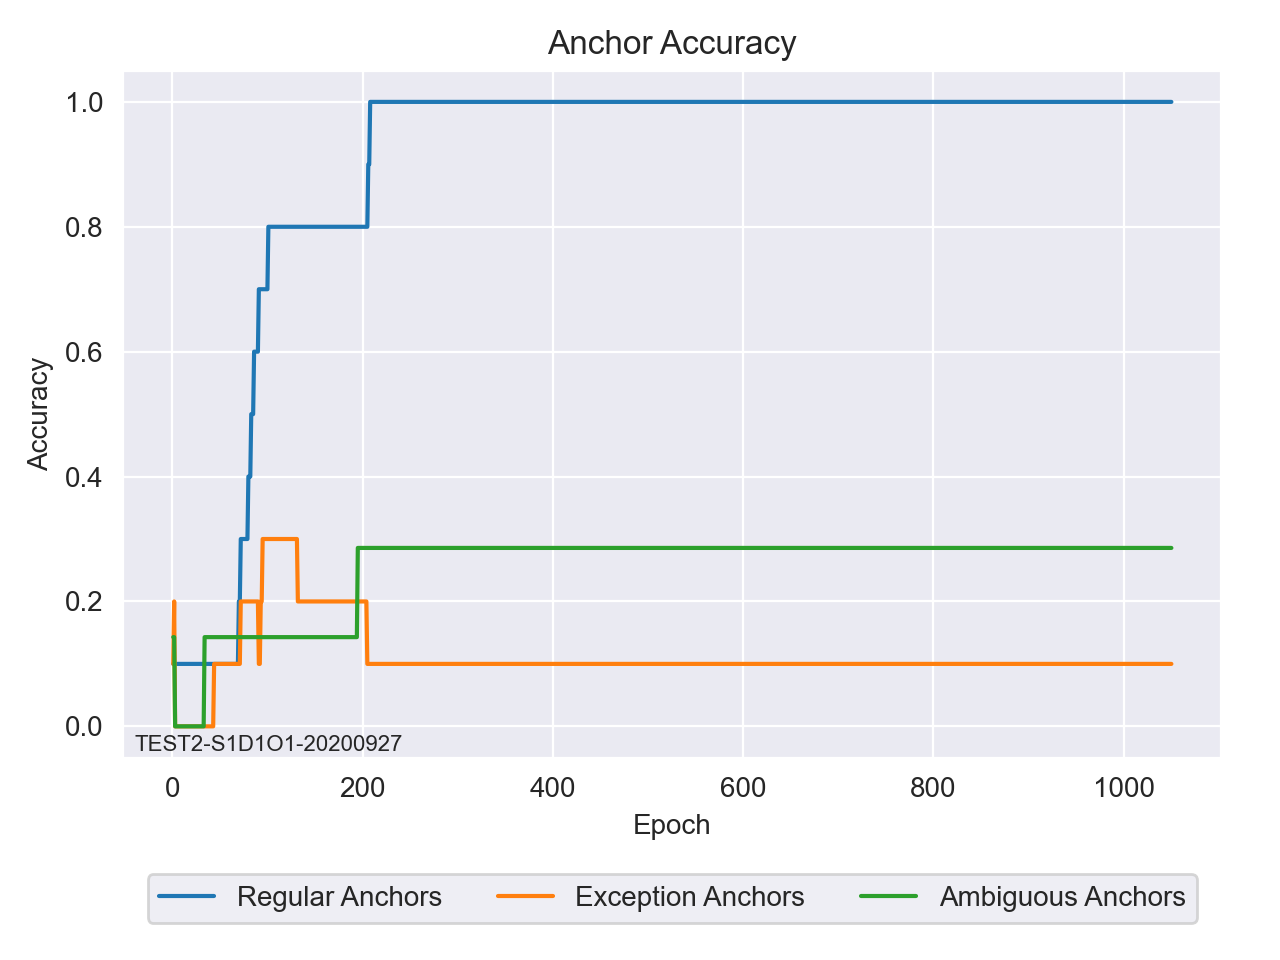 Anchor Accuracy
1.0
0.8
0.6
0.4
0.2
0.0
Accuracy
TEST2-S1D1O1-20200927
0 200 400 600 800 1000
Epoch
Regular Anchors Exception Anchors Ambiguous Anchors